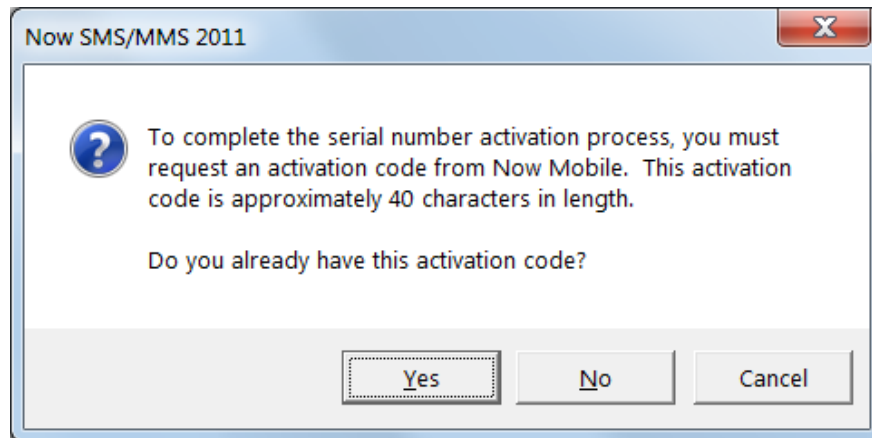 Now SMS/MMS 2011
X
?
To complete the serial number activation process, you must
request an activation code from Now Mobile.  This activation
code is approximately 40 characters in length.
Do you already have this activation code?
Yes
No
Cancel